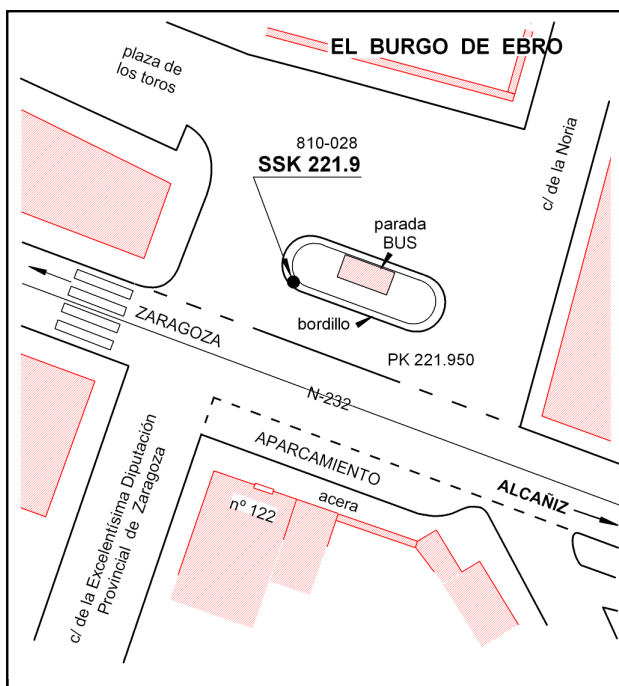 EL BURGO DE EBRO
plaza de
los toros
810-028
SSK 221.9
c/ de la Noria
parada
BUS
bordillo
ZARAGOZA
PK 221.950
N-232
APARCAMIENTO
ALCAÑIZ
acera
nº 122
c/ de la Excelentísima Diputación
Provincial de Zaragoza